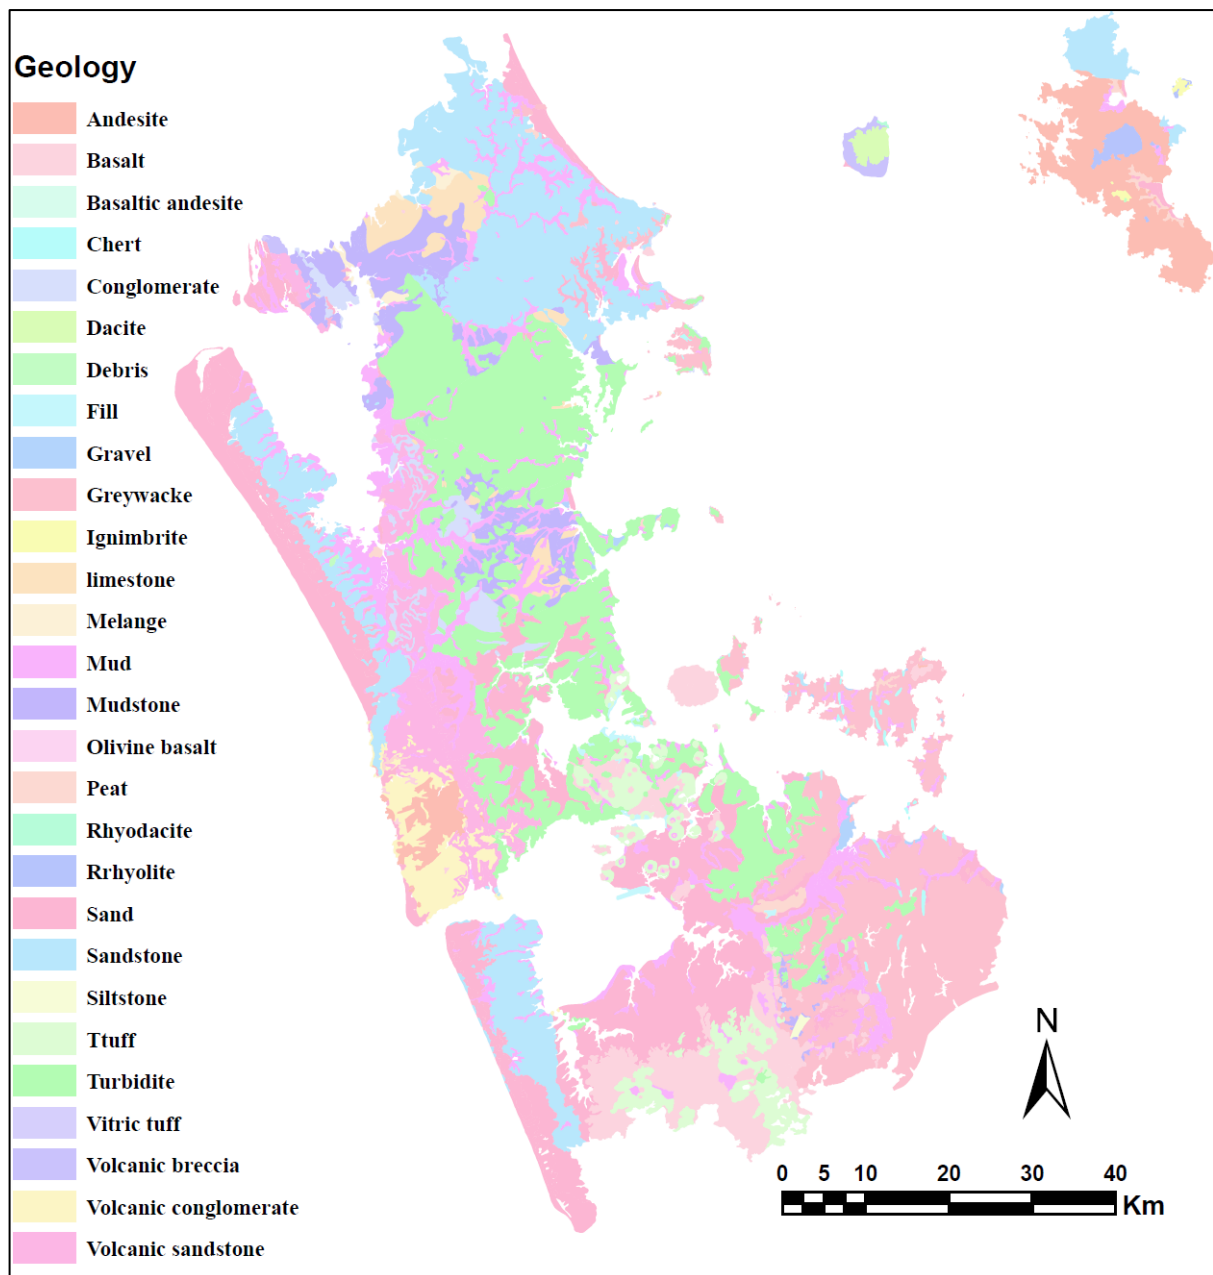 Geology
Andesite
Basalt
Basaltic andesite
Chert
Conglomerate
Dacite
Debris
Fill
Gravel
Greywacke
Ignimbrite
limestone
Melange
Mud
Mudstone
Olivine basalt
Peat
Rhyodacite
Rrhyolite
Sand
Sandstone
Siltstone
Ttuff
Turbidite
Vitric tuff
Volcanic breccia
Volcanic conglomerate
Volcanic sandstone
N
0 5 10 20 30 40
Km